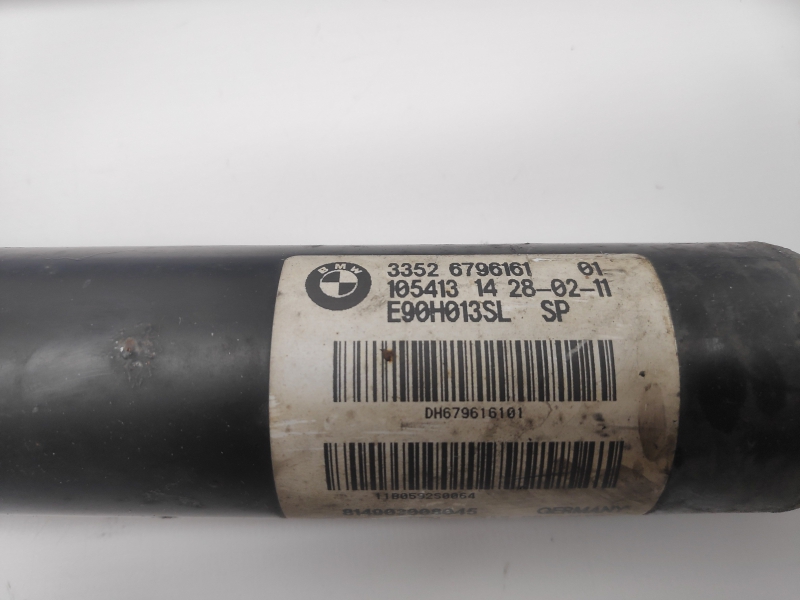 BMW
3352 6796161 01
105413 14 28-02-11
E90H013SL SP
DH679616101
GERMANY